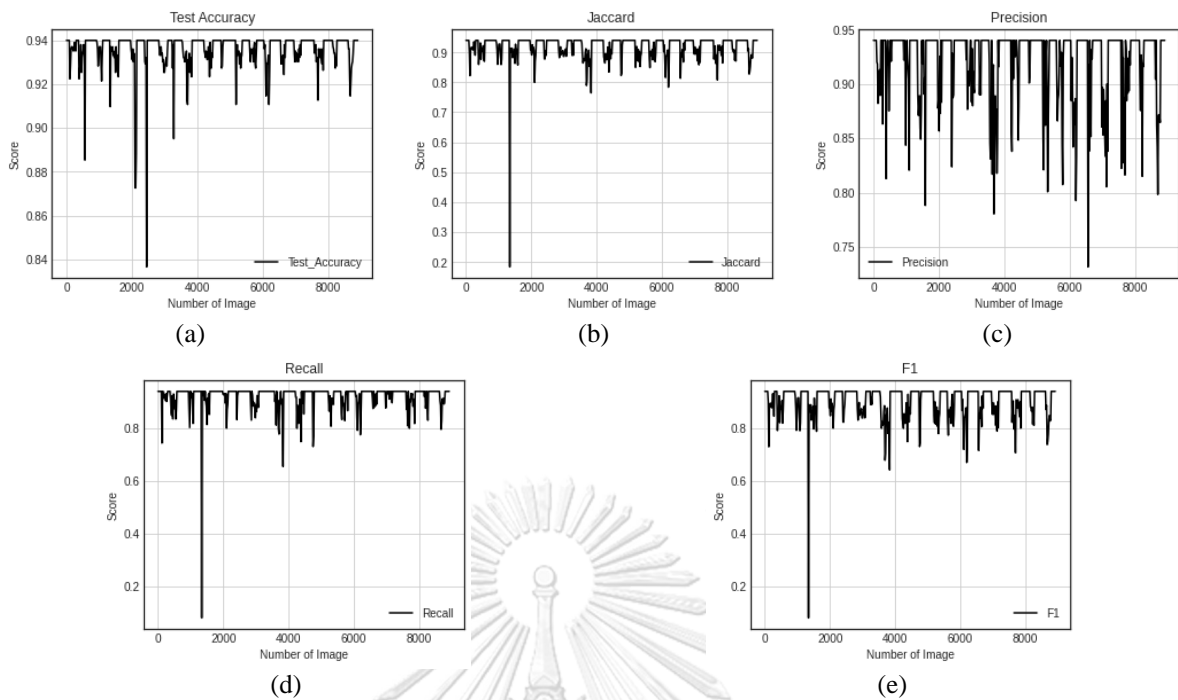 Test Accuracy
0.94
0.92
0.90
0.88
0.86
0.84
Score
Test_Accuracy
0 2000 4000 6000 8000
Number of Image
(a)
Jaccard
0.9
0.8
0.7
0.6
0.5
0.4
0.3
0.2
Score
Jaccard
0 2000 4000 6000 8000
Number of Image
(b)
Precision
0.95
0.90
0.85
0.80
0.75
Score
Precision
0 2000 4000 6000 8000
Number of Image
(c)
Recall
0.8
0.6
0.4
0.2
Score
Recall
0 2000 4000 6000 8000
Number of Image
(d)
F1
0.8
0.6
0.4
0.2
Score
F1
0 2000 4000 6000 8000
Number of Image
(e)